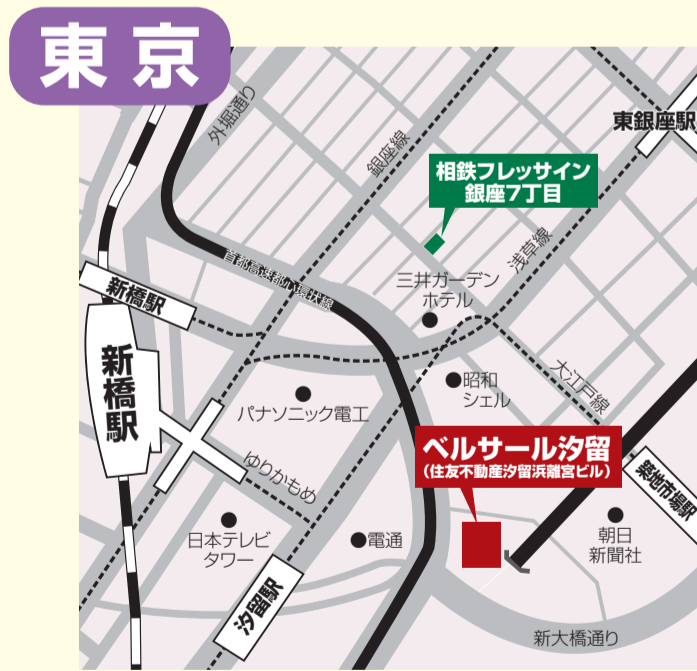 東京
外堀通り
銀座線
東銀座駅
相鉄フレッサイン
銀座7丁目
浅草線
首都高速都心環状線
三井ガーデン
ホテル
新橋駅
新橋駅
昭和
シェル
大江戸線
パナソニック電工
ベルサール汐留
(住友不動産汐留浜離宮ビル)
ゆりかもめ
築地市場駅
日本テレビ
タワー
電通
朝日
新聞社
汐留駅
新大橋通り